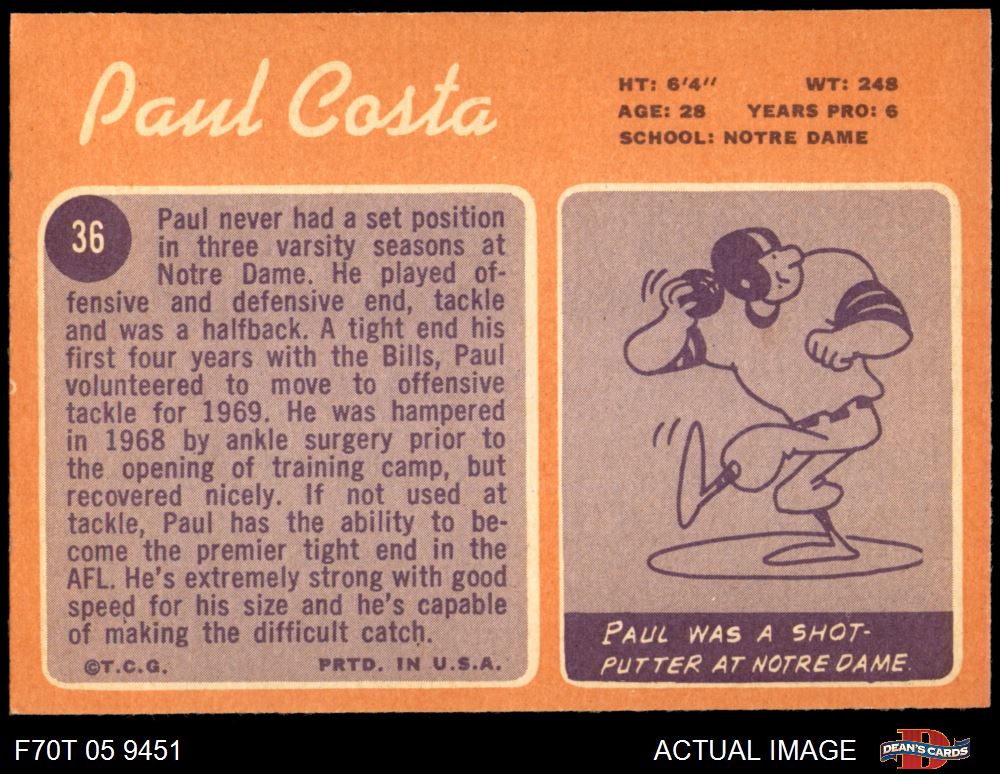 Paul Costa
HT: 6'4" WT: 248
AGE: 28 YEARS PRO: 6
SCHOOL: NOTRE DAME
36
Paul never had a set position
in three varsity seasons at
Notre Dame. He played of-
fensive and defensive end, tackle
and was a halfback. A tight end his
first four years with the Bills, Paul
volunteered to move to offensive
tackle for 1969. He was hampered
in 1968 by ankle surgery prior to
the opening of training camp, but
recovered nicely. If not used at
tackle, Paul has the ability to be-
come the premier tight end in the
AFL. He's extremely strong with good
speed for his size and he's capable
of making the difficult catch.
©T.C.G. PRTD. IN U.S.A.
PAUL WAS A SHOT-
PUTTER AT NOTRE DAME.
F70T 05 9451
ACTUAL IMAGE
D
DEAN'S CARDS